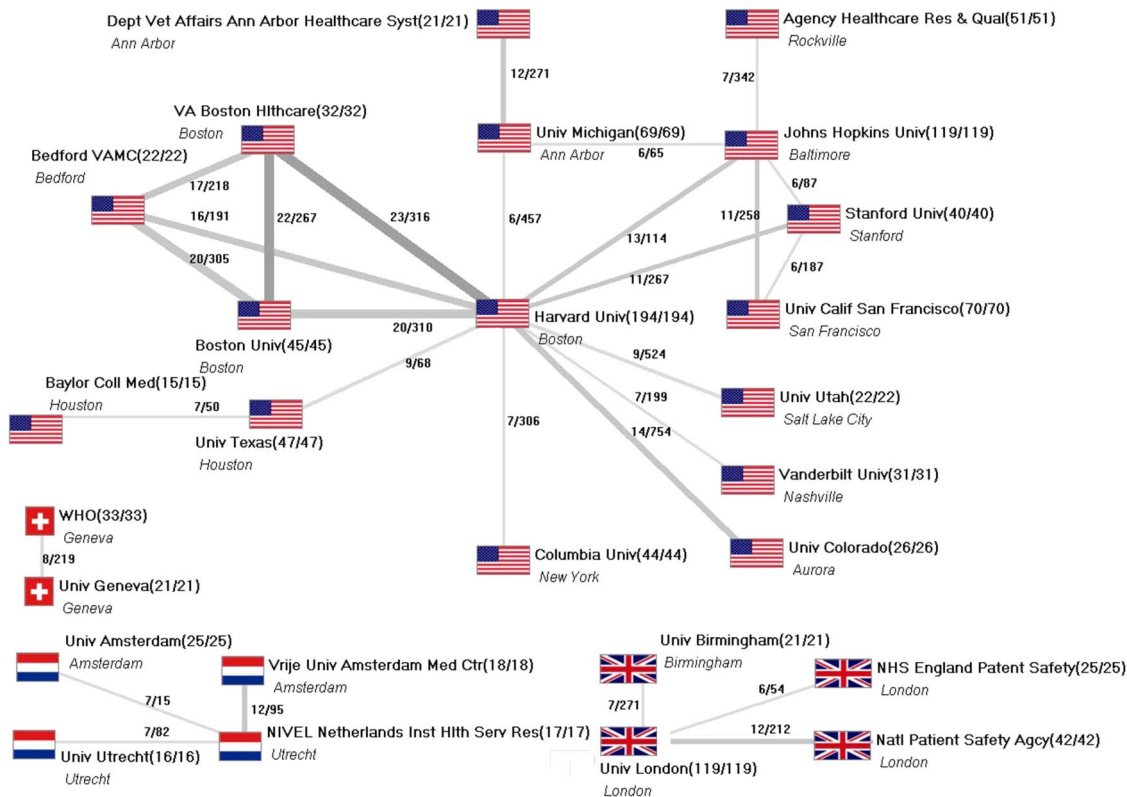 Dept Vet Affairs Ann Arbor Healthcare Syst(21/21)
Ann Arbor
Agency Healthcare Res & Qual(51/51)
Rockville
12/271
7/342
VA Boston Hlthcare(32/32)
Boston
Univ Michigan(69/69)
Ann Arbor
6/65
Johns Hopkins Univ(119/119)
Baltimore
Bedford VAMC(22/22)
Bedford
17/218
16/191
22/267
23/316
20/305
6/457
13/114
11/258
6/87
Stanford Univ(40/40)
Stanford
11/267
6/187
Univ Calif San Francisco(70/70)
San Francisco
Harvard Univ(194/194)
Boston
20/310
Boston Univ(45/45)
Boston
9/68
9/524
Baylor Coll Med(15/15)
Houston
7/50
Univ Texas(47/47)
Houston
7/306
7/199
14/754
Univ Utah(22/22)
Salt Lake City
Vanderbilt Univ(31/31)
Nashville
WHO(33/33)
Geneva
8/219
Univ Geneva(21/21)
Geneva
Columbia Univ(44/44)
New York
Univ Colorado(26/26)
Aurora
Univ Amsterdam(25/25)
Amsterdam
Vrije Univ Amsterdam Med Ctr(18/18)
Amsterdam
7/15
12/95
7/82
NIVEL Netherlands Inst Hlth Serv Res(17/17)
Utrecht
Univ Utrecht(16/16)
Utrecht
Univ Birmingham(21/21)
Birmingham
NHS England Patent Safety(25/25)
London
6/54
7/271
12/212
Natl Patient Safety Agcy(42/42)
London
Univ London(119/119)
London